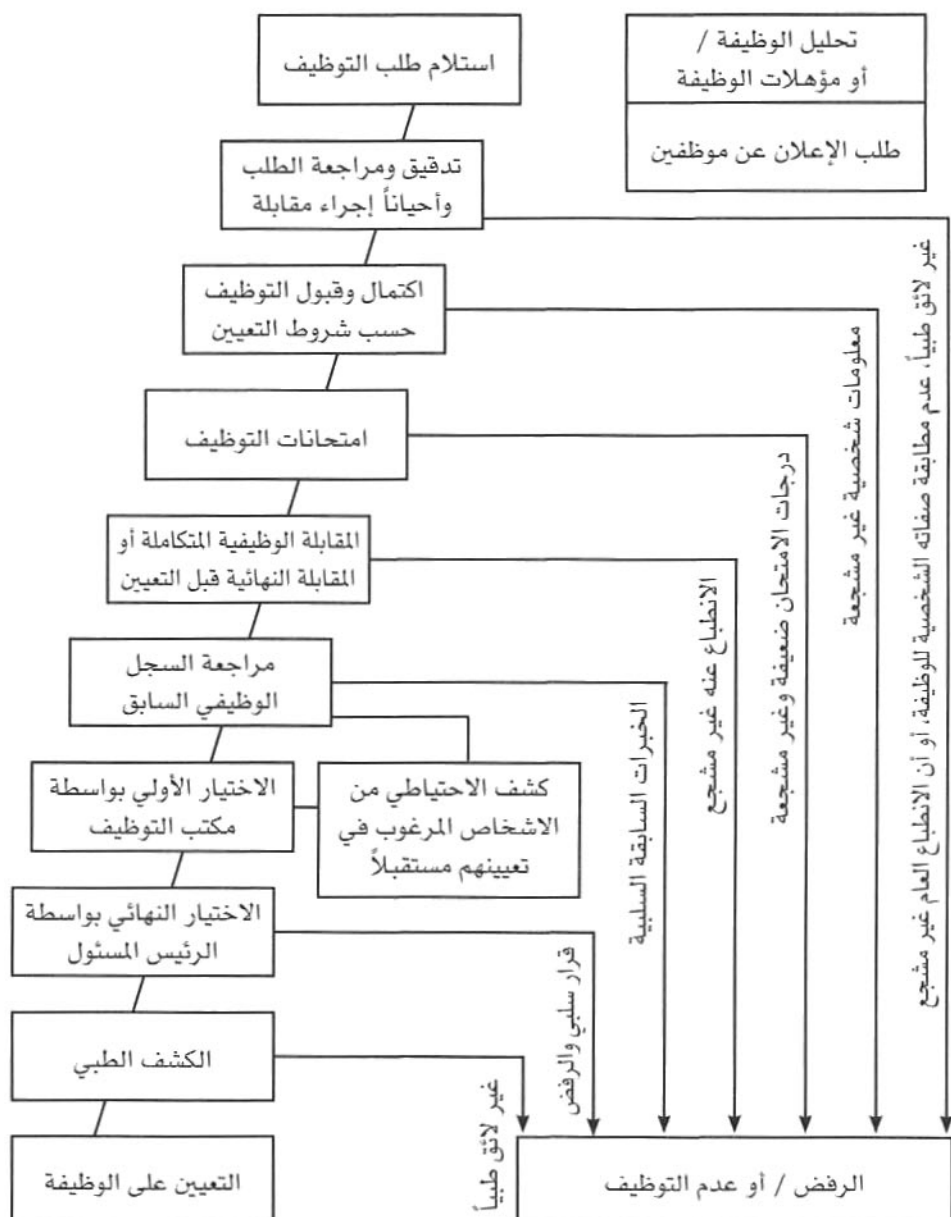 تحليل الوظيفة /
أو مؤهلات الوظيفة
طلب الإعلان عن موظفين
استلام طلب التوظيف
تدقيق ومراجعة الطلب
وأحياناً إجراء مقابلة
اكتمال وقبول التوظيف
حسب شروط التعيين
امتحانات التوظيف
المقابلة الوظيفية المتكاملة أو
المقابلة النهائية قبل التعيين
مراجعة السجل
الوظيفي السابق
كشف الاحتياطي من
الاشخاص المرغوب في
تعيينهم مستقبلاً
الاختيار الأولي بواسطة
مكتب التوظيف
الاختيار النهائي بواسطة
الرئيس المسئول
الكشف الطبي
التعيين على الوظيفة
غير لائق طبياً، عدم مطابقة صفاته الشخصية للوظيفة، أو أن الانطباع العام غير مشجع
معلومات شخصية غير مشجعة
درجات الامتحان ضعيفة وغير مشجعة
الانطباع عنه غير مشجع
الخبرات السابقة السلبية
قرار سلبي والرفض
غير لائق طبياً
الرفض / أو عدم التوظيف